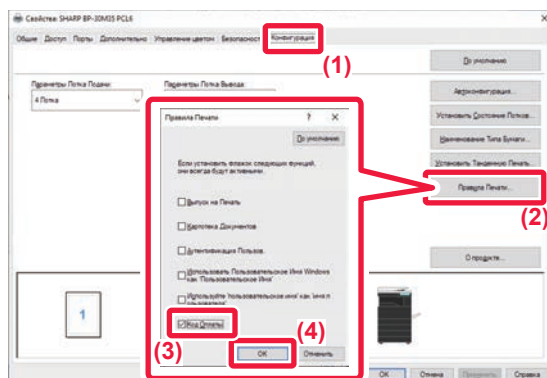 Свойства: SHARP BP-30M35 PCL6
Общие Доступ Порты Дополнительно Управление цветом Безопасность Конфигурация
(1)
По умолчанию
Параметры Лотка Подачи:
Параметры Лотка Вывода:
4 Лотка
Автоконфигурация...
Установить Состояние Лотков...
Наименование Типа Бумаги...
Установить Тандемную Печать...
Правила Печати...
(2)
О продукте...
Правила Печати ? X
По умолчанию
Если установить флажок следующих функций,
они всегда будут активными.
Выпуск на Печать
Картотека Документов
Аутентификация Пользов.
Использовать Пользовательское Имя Windows
как 'Пользовательское Имя'
Используйте 'пользовательское имя' как 'имя п
ользователя'
Код Оплаты
(3)
(4)
OK Отменить
1
OK Отмена Применить Справка